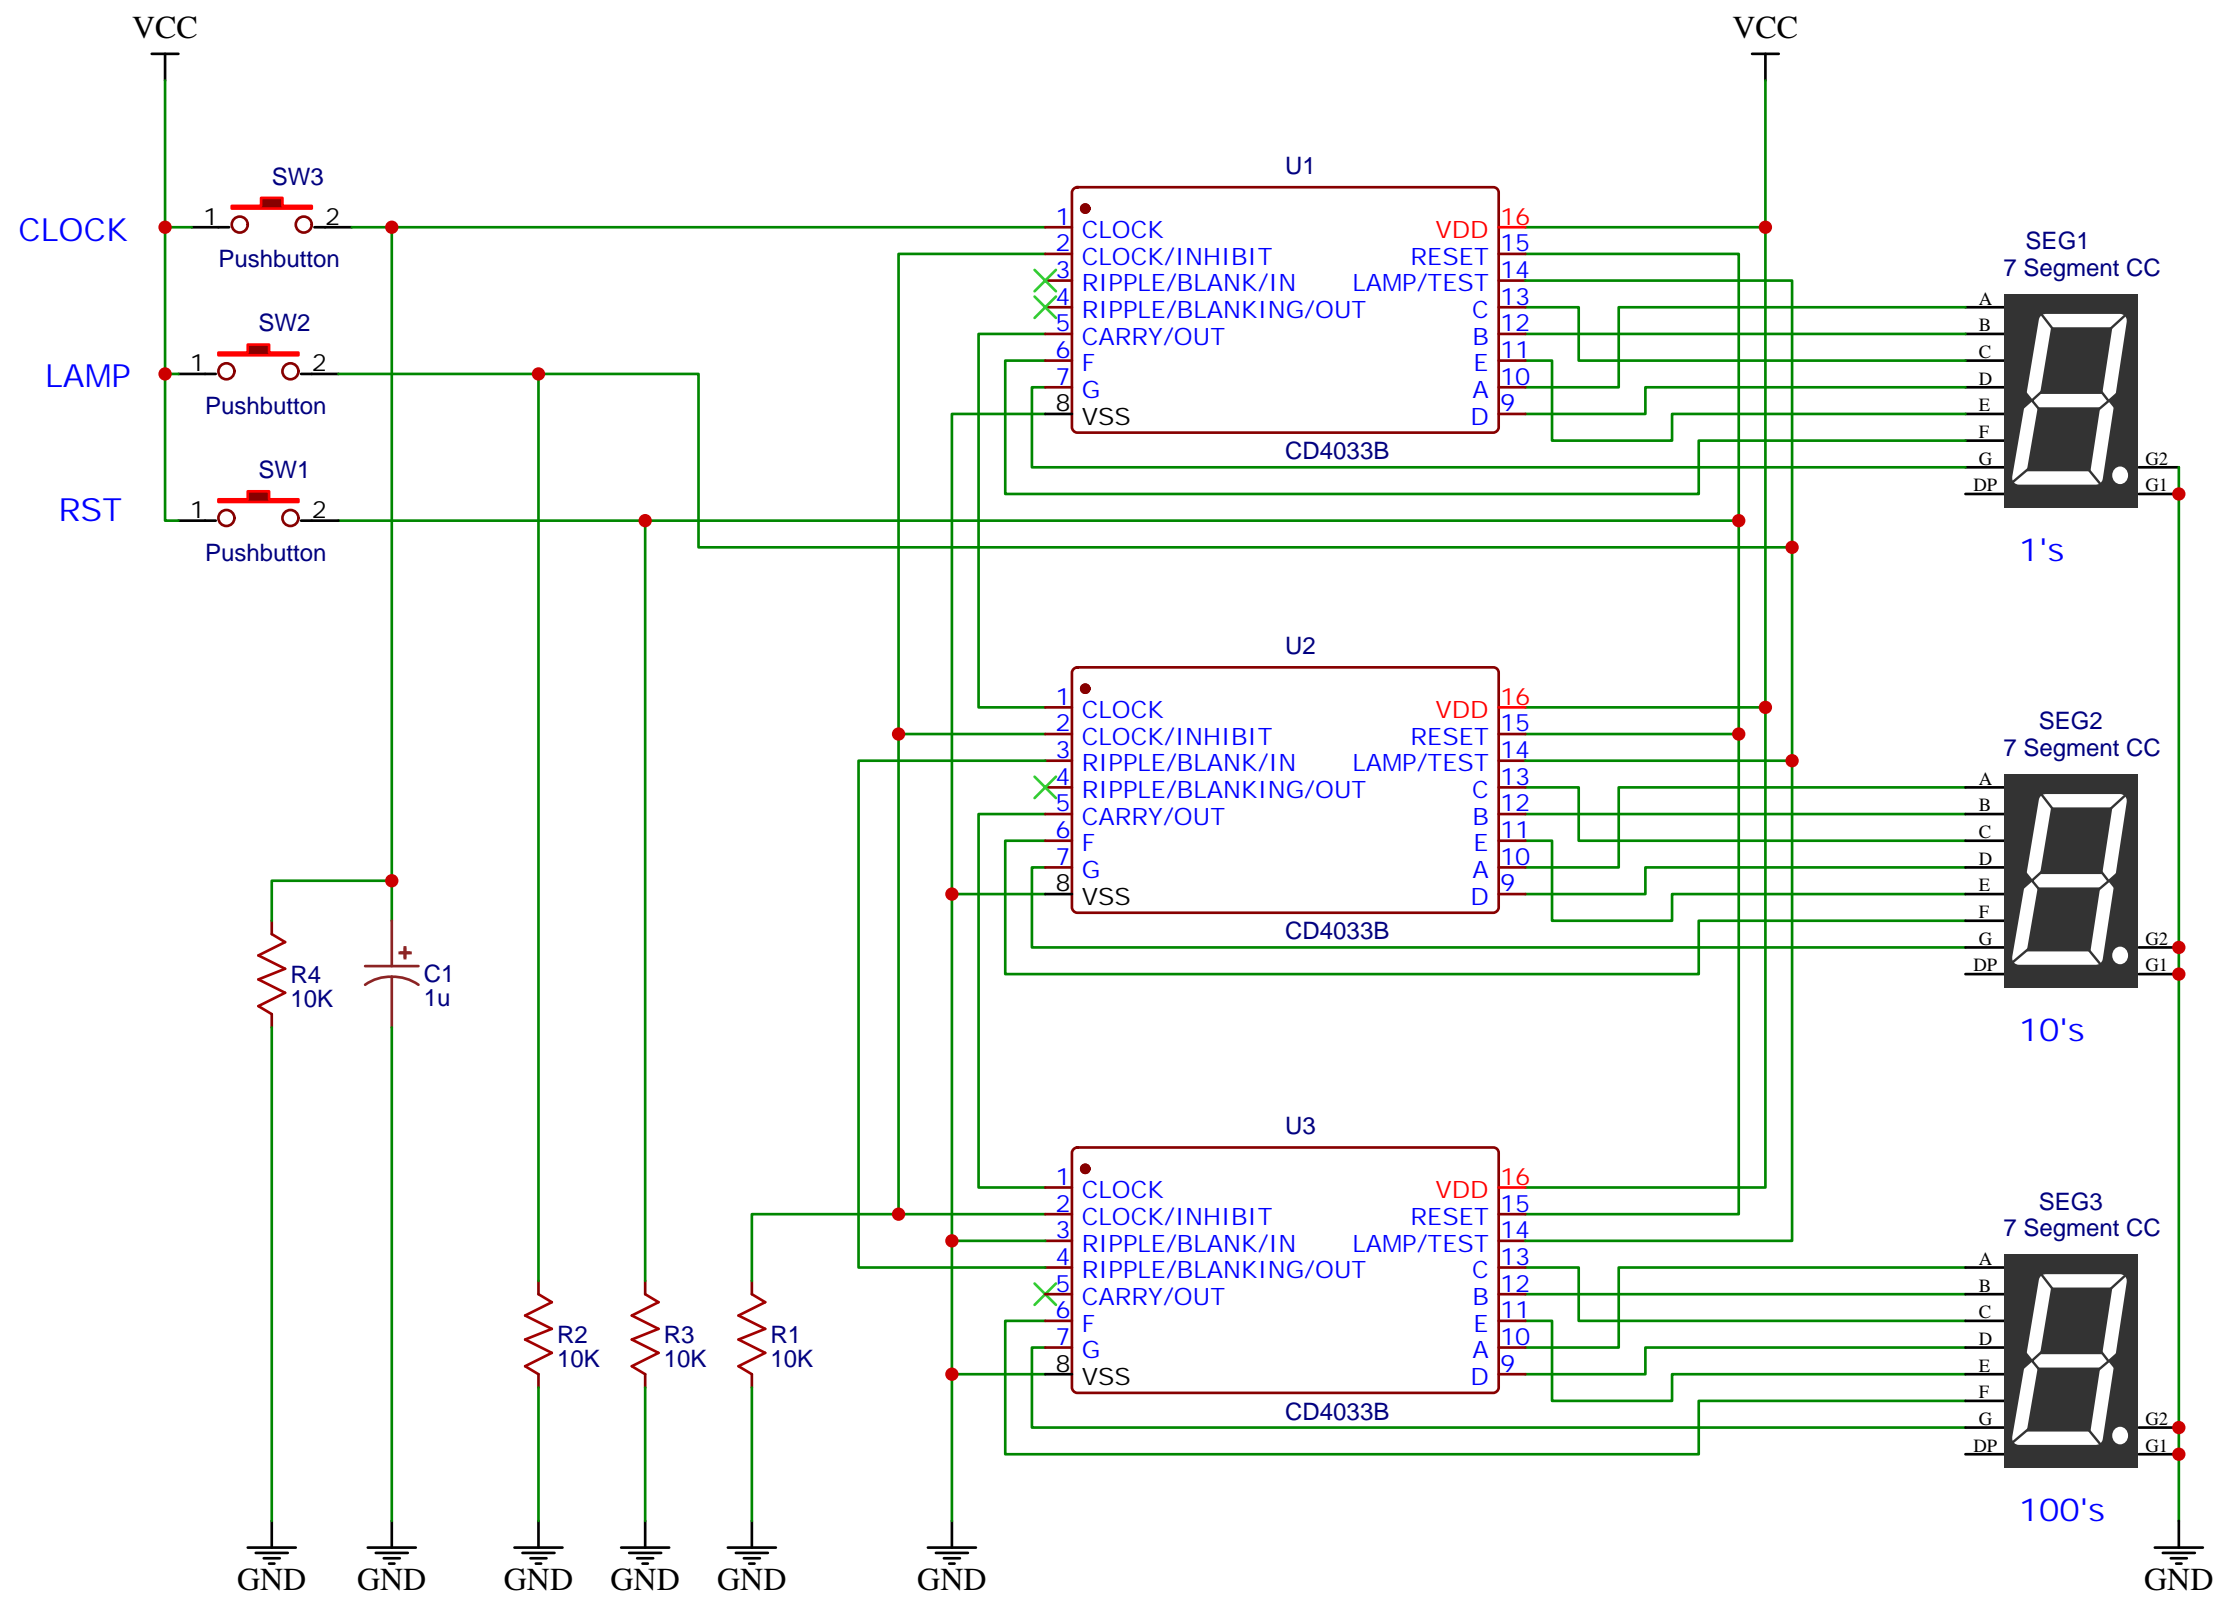 VCC
VCC
CLOCK
SW3
1 2
Pushbutton
LAMP
SW2
1 2
Pushbutton
RST
SW1
1 2
Pushbutton
U1
1 CLOCK
2 CLOCK/INHIBIT
3 RIPPLE/BLANK/IN
4 RIPPLE/BLANKING/OUT
5 CARRY/OUT
6 F
7 G
8 VSS
VDD 16
RESET 15
LAMP/TEST 14
C 13
B 12
E 11
A 10
D 9
CD4033B
SEG1
7 Segment CC
A
B
C
D
E
F
G
DP
G2
G1
1's
U2
1 CLOCK
2 CLOCK/INHIBIT
3 RIPPLE/BLANK/IN
4 RIPPLE/BLANKING/OUT
5 CARRY/OUT
6 F
7 G
8 VSS
VDD 16
RESET 15
LAMP/TEST 14
C 13
B 12
E 11
A 10
D 9
CD4033B
SEG2
7 Segment CC
A
B
C
D
E
F
G
DP
G2
G1
10's
R4
10K
+
C1
1u
U3
1 CLOCK
2 CLOCK/INHIBIT
3 RIPPLE/BLANK/IN
4 RIPPLE/BLANKING/OUT
5 CARRY/OUT
6 F
7 G
8 VSS
VDD 16
RESET 15
LAMP/TEST 14
C 13
B 12
E 11
A 10
D 9
CD4033B
SEG3
7 Segment CC
A
B
C
D
E
F
G
DP
G2
G1
100's
R2
10K
R3
10K
R1
10K
GND
GND
GND
GND
GND
GND
GND